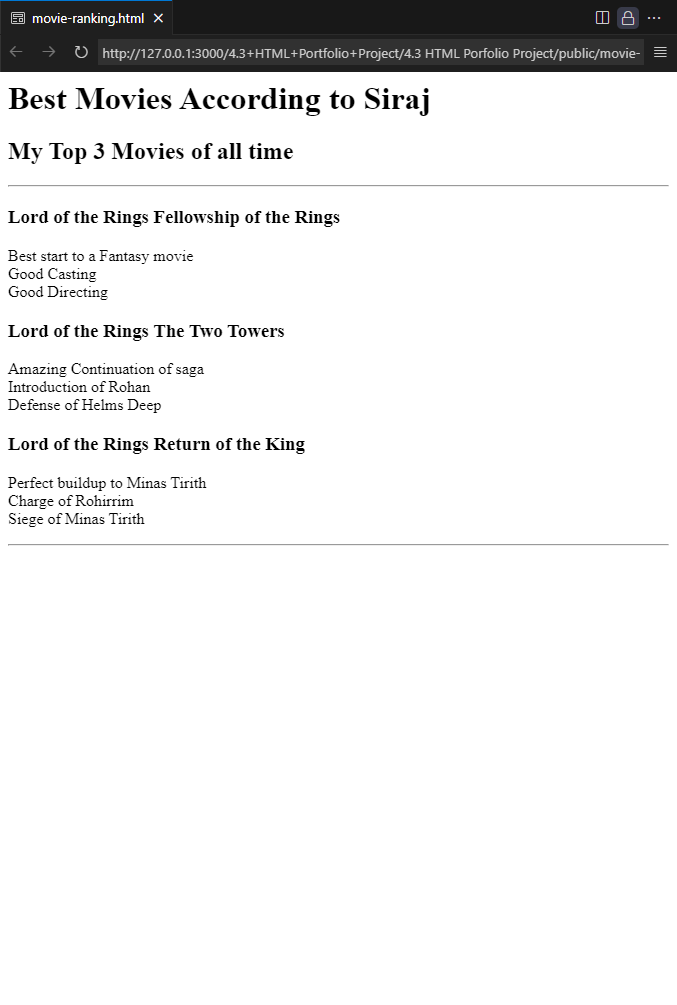 movie-ranking.html
http://127.0.0.1:3000/4.3+HTML+Portfolio+Project/4.3 HTML Porfolio Project/public/movie-
Best Movies According to Siraj
My Top 3 Movies of all time
Lord of the Rings Fellowship of the Rings
Best start to a Fantasy movie
Good Casting
Good Directing
Lord of the Rings The Two Towers
Amazing Continuation of saga
Introduction of Rohan
Defense of Helms Deep
Lord of the Rings Return of the King
Perfect buildup to Minas Tirith
Charge of Rohirrim
Siege of Minas Tirith